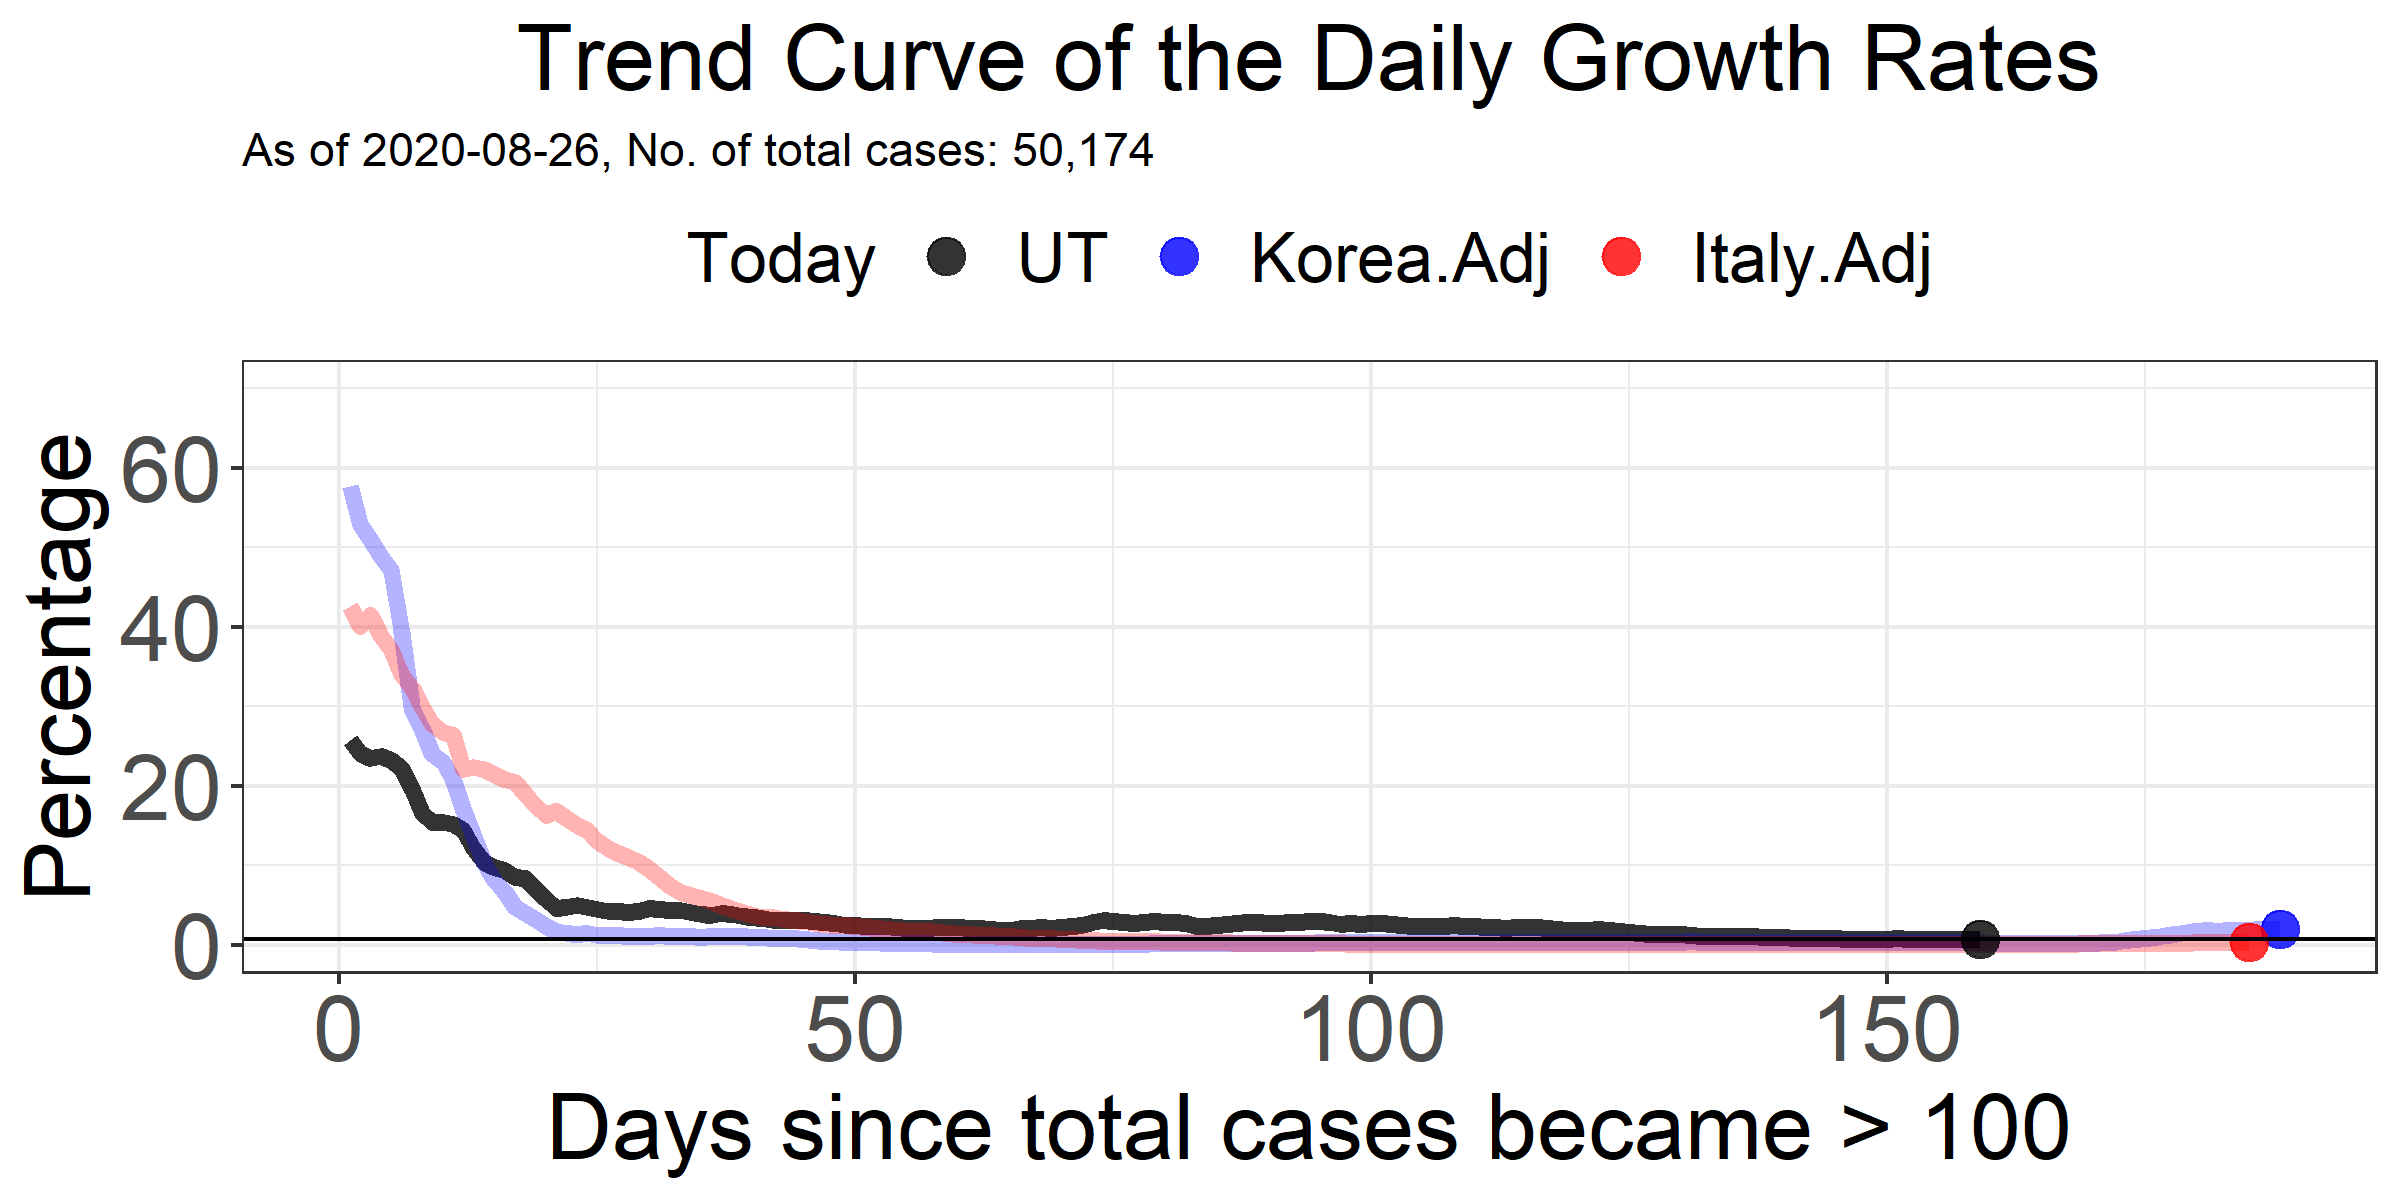 Trend Curve of the Daily Growth Rates
As of 2020-08-26, No. of total cases: 50,174
Today UT Korea.Adj Italy.Adj
Percentage
60
40
20
0
0 50 100 150
Days since total cases became > 100